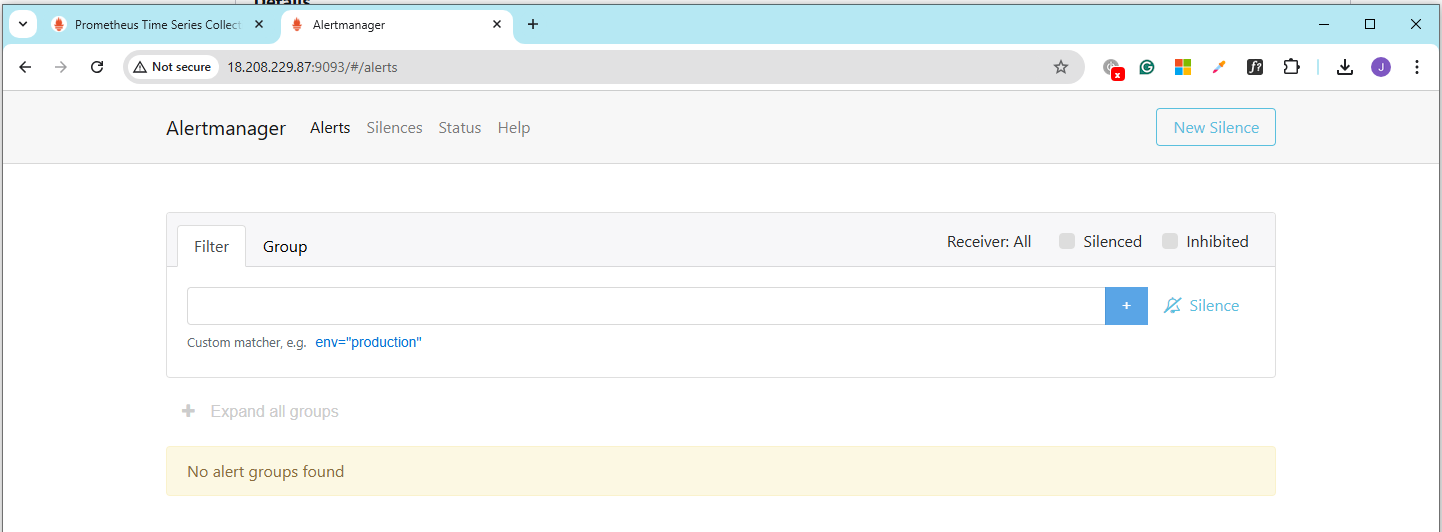 Details
Prometheus Time Series Collect
Alertmanager
Not secure 18.208.229.87:9093/#/alerts
x
f?
J
Alertmanager Alerts Silences Status Help New Silence
Filter Group Receiver: All Silenced Inhibited
+ Silence
Custom matcher, e.g. env="production"
+ Expand all groups
No alert groups found